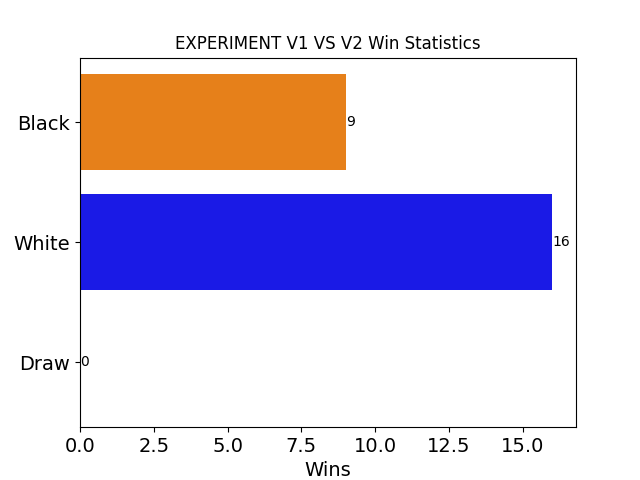 EXPERIMENT V1 VS V2 Win Statistics
Black
9
White
16
Draw
0
0.0 2.5 5.0 7.5 10.0 12.5 15.0
Wins